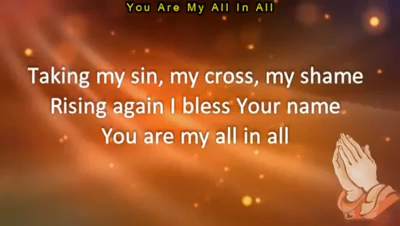 You Are My All In All
Taking my sin, my cross, my shame
Rising again I bless Your name
You are my all in all